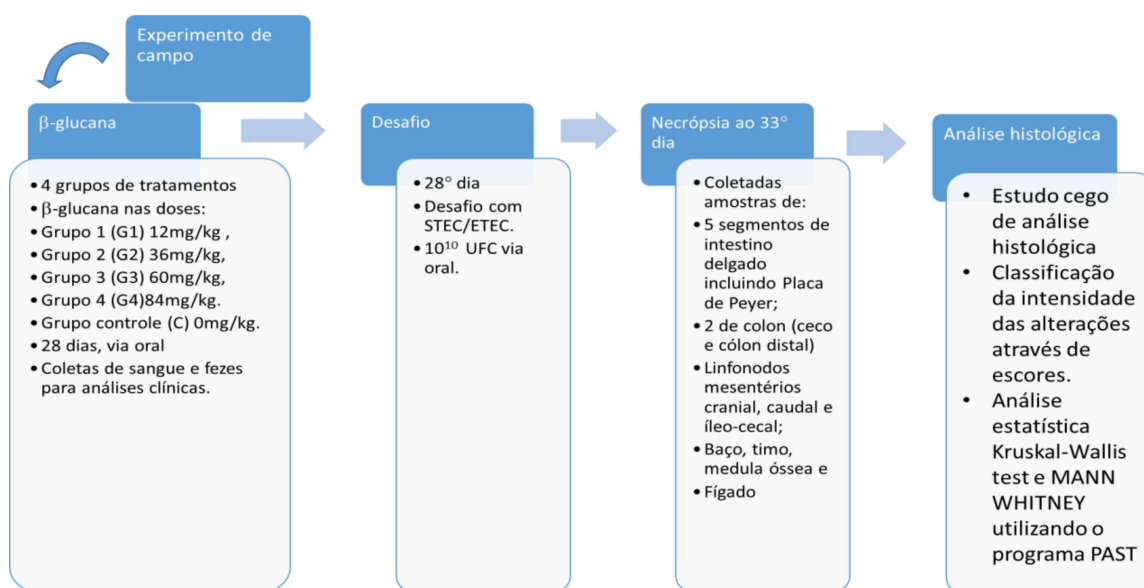 Experimento de
campo
β-glucana
• 4 grupos de tratamentos
• β-glucana nas doses:
• Grupo 1 (G1) 12mg/kg ,
• Grupo 2 (G2) 36mg/kg,
• Grupo 3 (G3) 60mg/kg,
• Grupo 4 (G4)84mg/kg.
• Grupo controle (C) 0mg/kg.
• 28 dias, via oral
• Coletas de sangue e fezes
para análises clínicas.
Desafio
• 28° dia
• Desafio com
STEC/ETEC.
• 10¹⁰ UFC via
oral.
Necrópsia ao 33°
dia
• Coletadas
amostras de:
• 5 segmentos de
intestino
delgado
incluindo Placa
de Peyer;
• 2 de colon (ceco
e cólon distal)
• Linfonodos
mesentérios
cranial, caudal e
íleo-cecal;
• Baço, timo,
medula óssea e
• Fígado
Análise histológica
• Estudo cego
de análise
histológica
• Classificação
da intensidade
das alterações
através de
escores.
• Análise
estatística
Kruskal-Wallis
test e MANN
WHITNEY
utilizando o
programa PAST